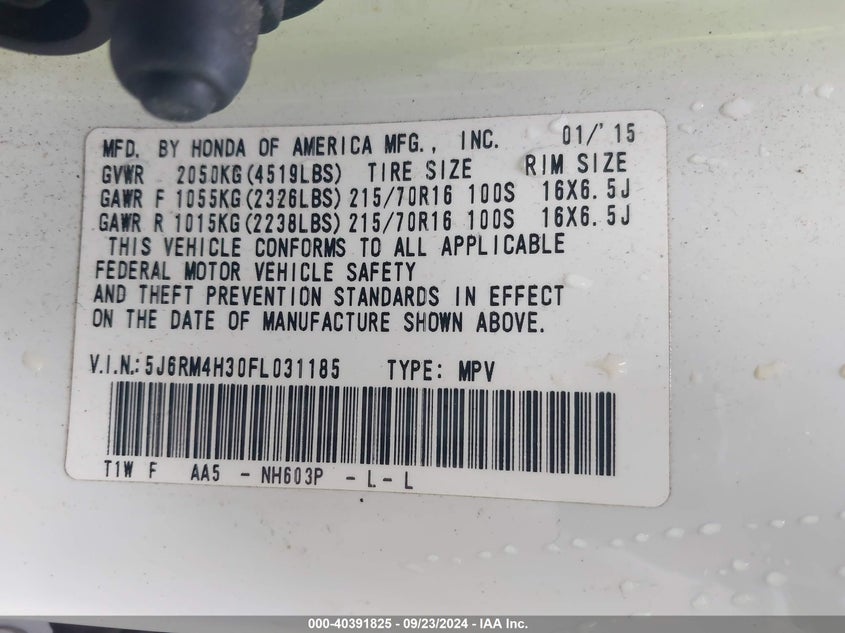 MFD. BY HONDA OF AMERICA MFG., INC. 01/'15
GVWR 2050KG(4519LBS) TIRE SIZE RIM SIZE
GAWR F 1055KG(2326LBS) 215/70R16 100S 16X6.5J
GAWR R 1015KG(2238LBS) 215/70R16 100S 16X6.5J
THIS VEHICLE CONFORMS TO ALL APPLICABLE
FEDERAL MOTOR VEHICLE SAFETY
AND THEFT PREVENTION STANDARDS IN EFFECT
ON THE DATE OF MANUFACTURE SHOWN ABOVE.
V.I.N.: 5J6RM4H30FL031185 TYPE: MPV
T1W F AA5 - NH603P - L - L
000-40391825 - 09/23/2024 - IAA Inc.